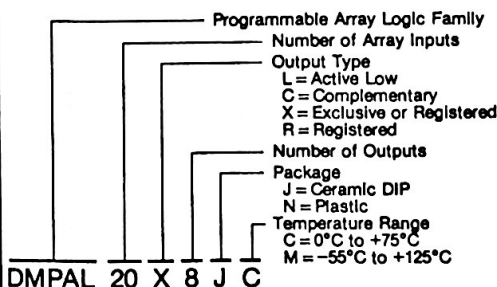 Programmable Array Logic Family
Number of Array Inputs
Output Type
L = Active Low
C = Complementary
X = Exclusive or Registered
R = Registered
Number of Outputs
Package
J = Ceramic DIP
N = Plastic
Temperature Range
C = 0°C to +75°C
M = −55°C to +125°C
DMPAL 20 X 8 J C